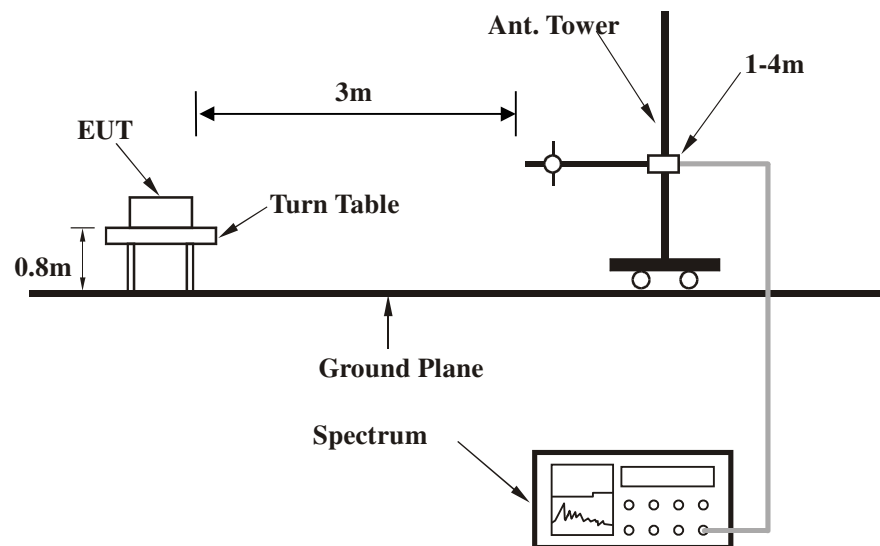 Ant. Tower
1-4m
3m
EUT
Turn Table
0.8m
Ground Plane
Spectrum